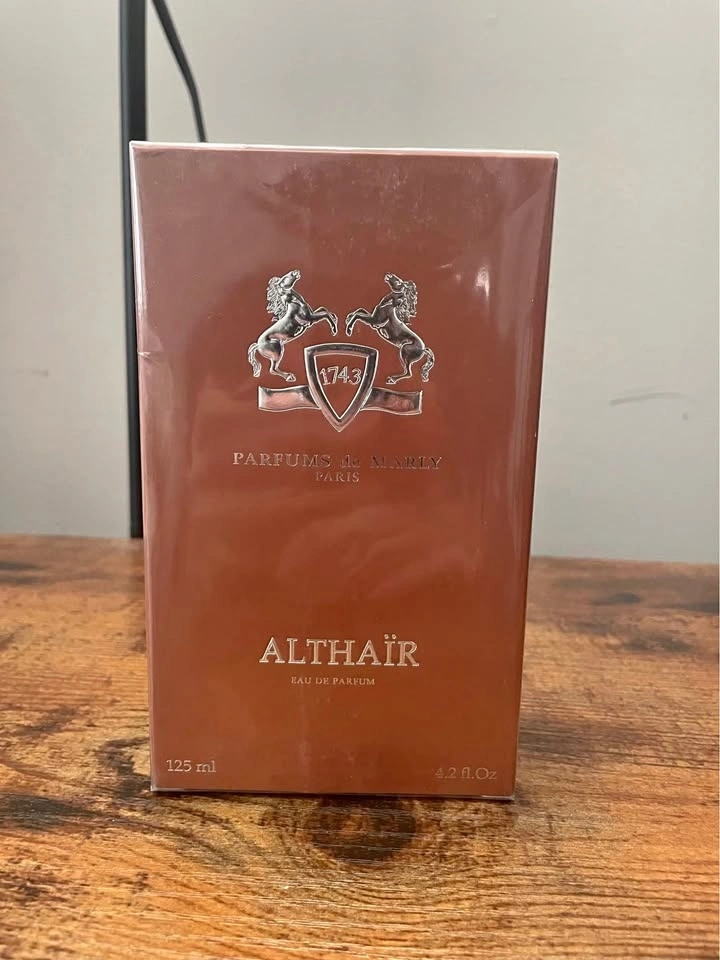 1743
PARFUMS de MARLY
PARIS
ALTHAÏR
EAU DE PARFUM
125 ml
4.2 fl.Oz